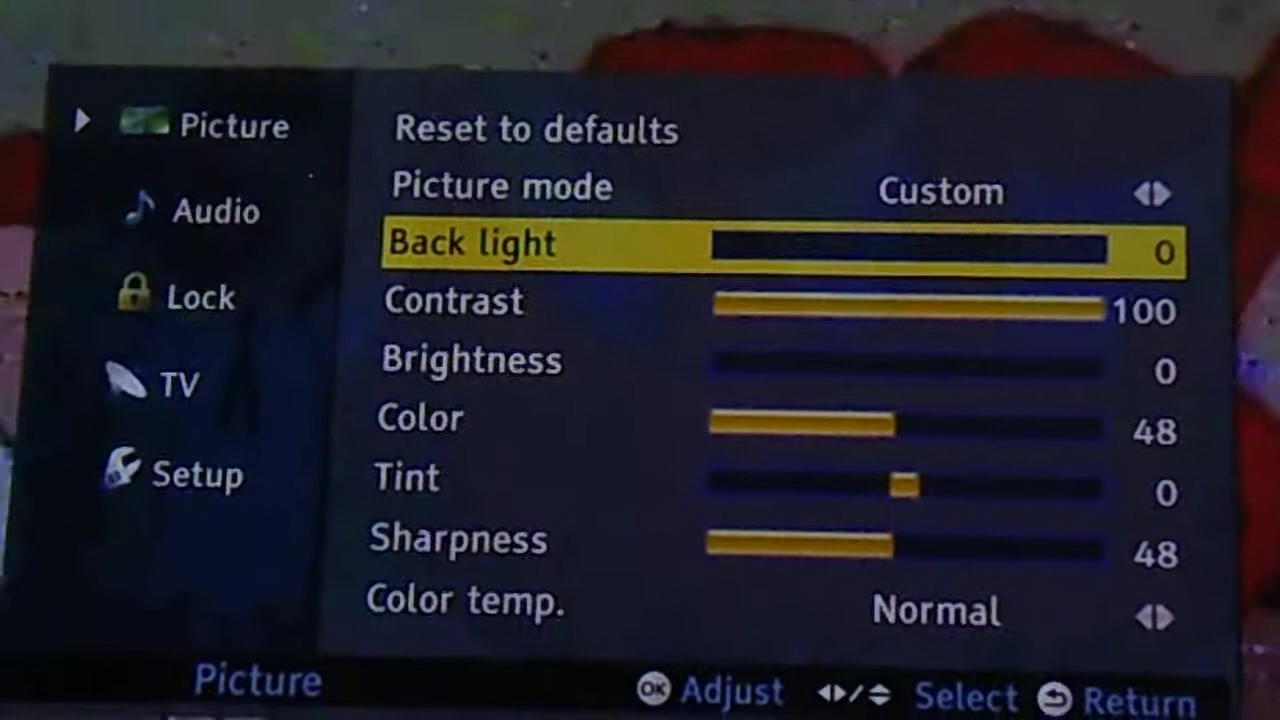 Picture
Audio
Lock
TV
Setup
Reset to defaults
Picture mode Custom
Back light 0
Contrast 100
Brightness 0
Color 48
Tint 0
Sharpness 48
Color temp. Normal
Picture OK Adjust / Select Return